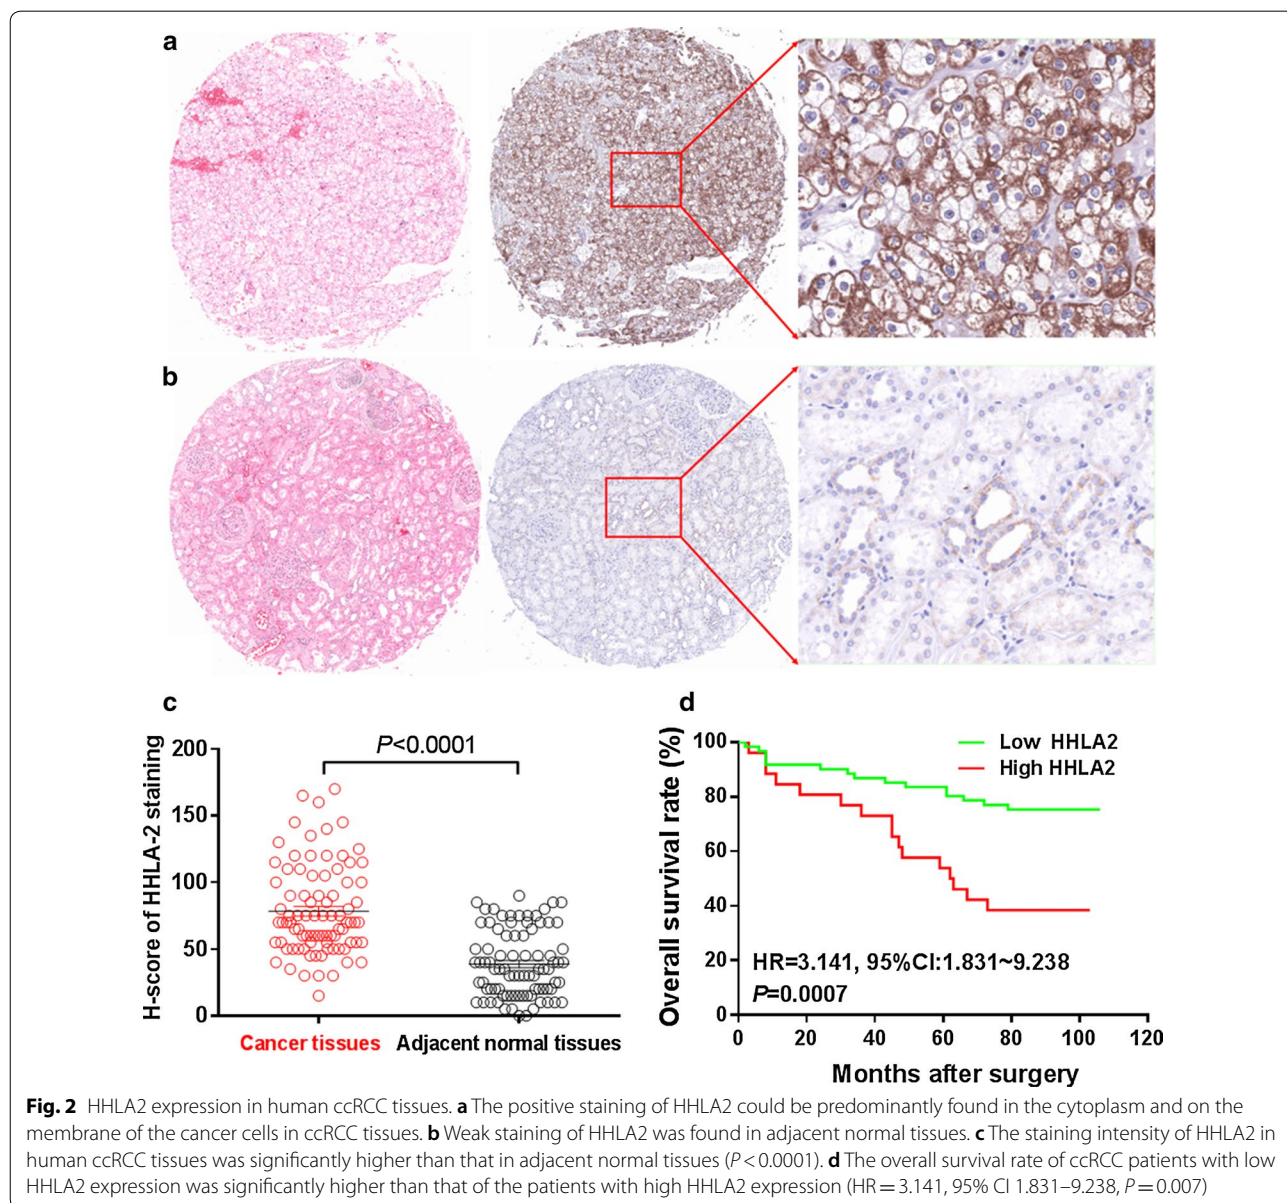 a
b
c
P<0.0001
H-score of HHLA-2 staining
200
150
100
50
0
Cancer tissues
Adjacent normal tissues
d
Overall survival rate (%)
100
80
60
40
20
0
Low HHLA2
High HHLA2
HR=3.141, 95%CI:1.831~9.238
P=0.0007
0 20 40 60 80 100 120
Months after surgery
Fig. 2 HHLA2 expression in human ccRCC tissues. a The positive staining of HHLA2 could be predominantly found in the cytoplasm and on the
membrane of the cancer cells in ccRCC tissues. b Weak staining of HHLA2 was found in adjacent normal tissues. c The staining intensity of HHLA2 in
human ccRCC tissues was significantly higher than that in adjacent normal tissues (P < 0.0001). d The overall survival rate of ccRCC patients with low
HHLA2 expression was significantly higher than that of the patients with high HHLA2 expression (HR = 3.141, 95% CI 1.831–9.238, P = 0.007)